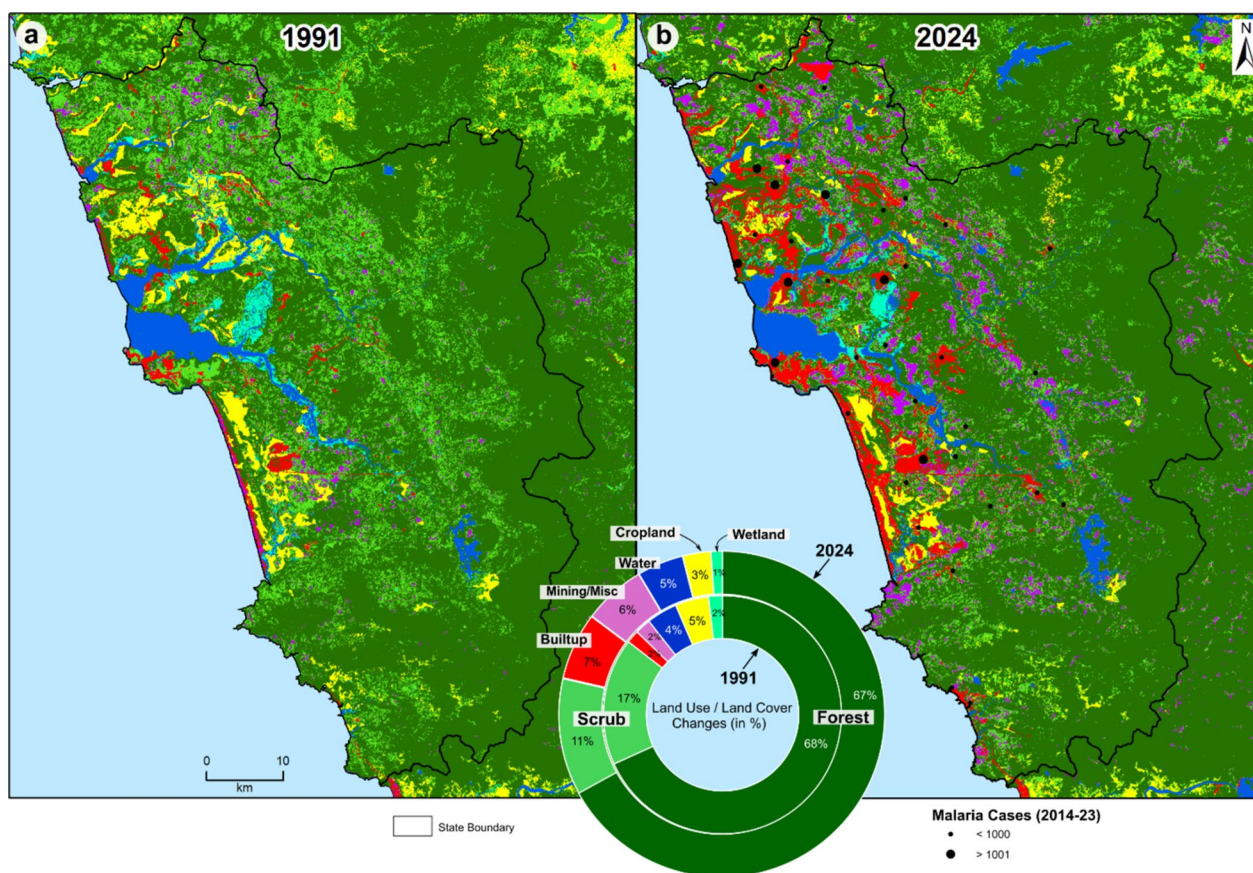 a
1991
b
2024
N
Cropland
Wetland
2024
Water
Mining/Misc
5%
3%
1%
6%
Builtup
2%
4%
5%
2%
7%
2%
1991
17%
Scrub
11%
Land Use / Land Cover
Changes (in %)
Forest
67%
68%
0 10
km
State Boundary
Malaria Cases (2014-23)
< 1000
> 1001